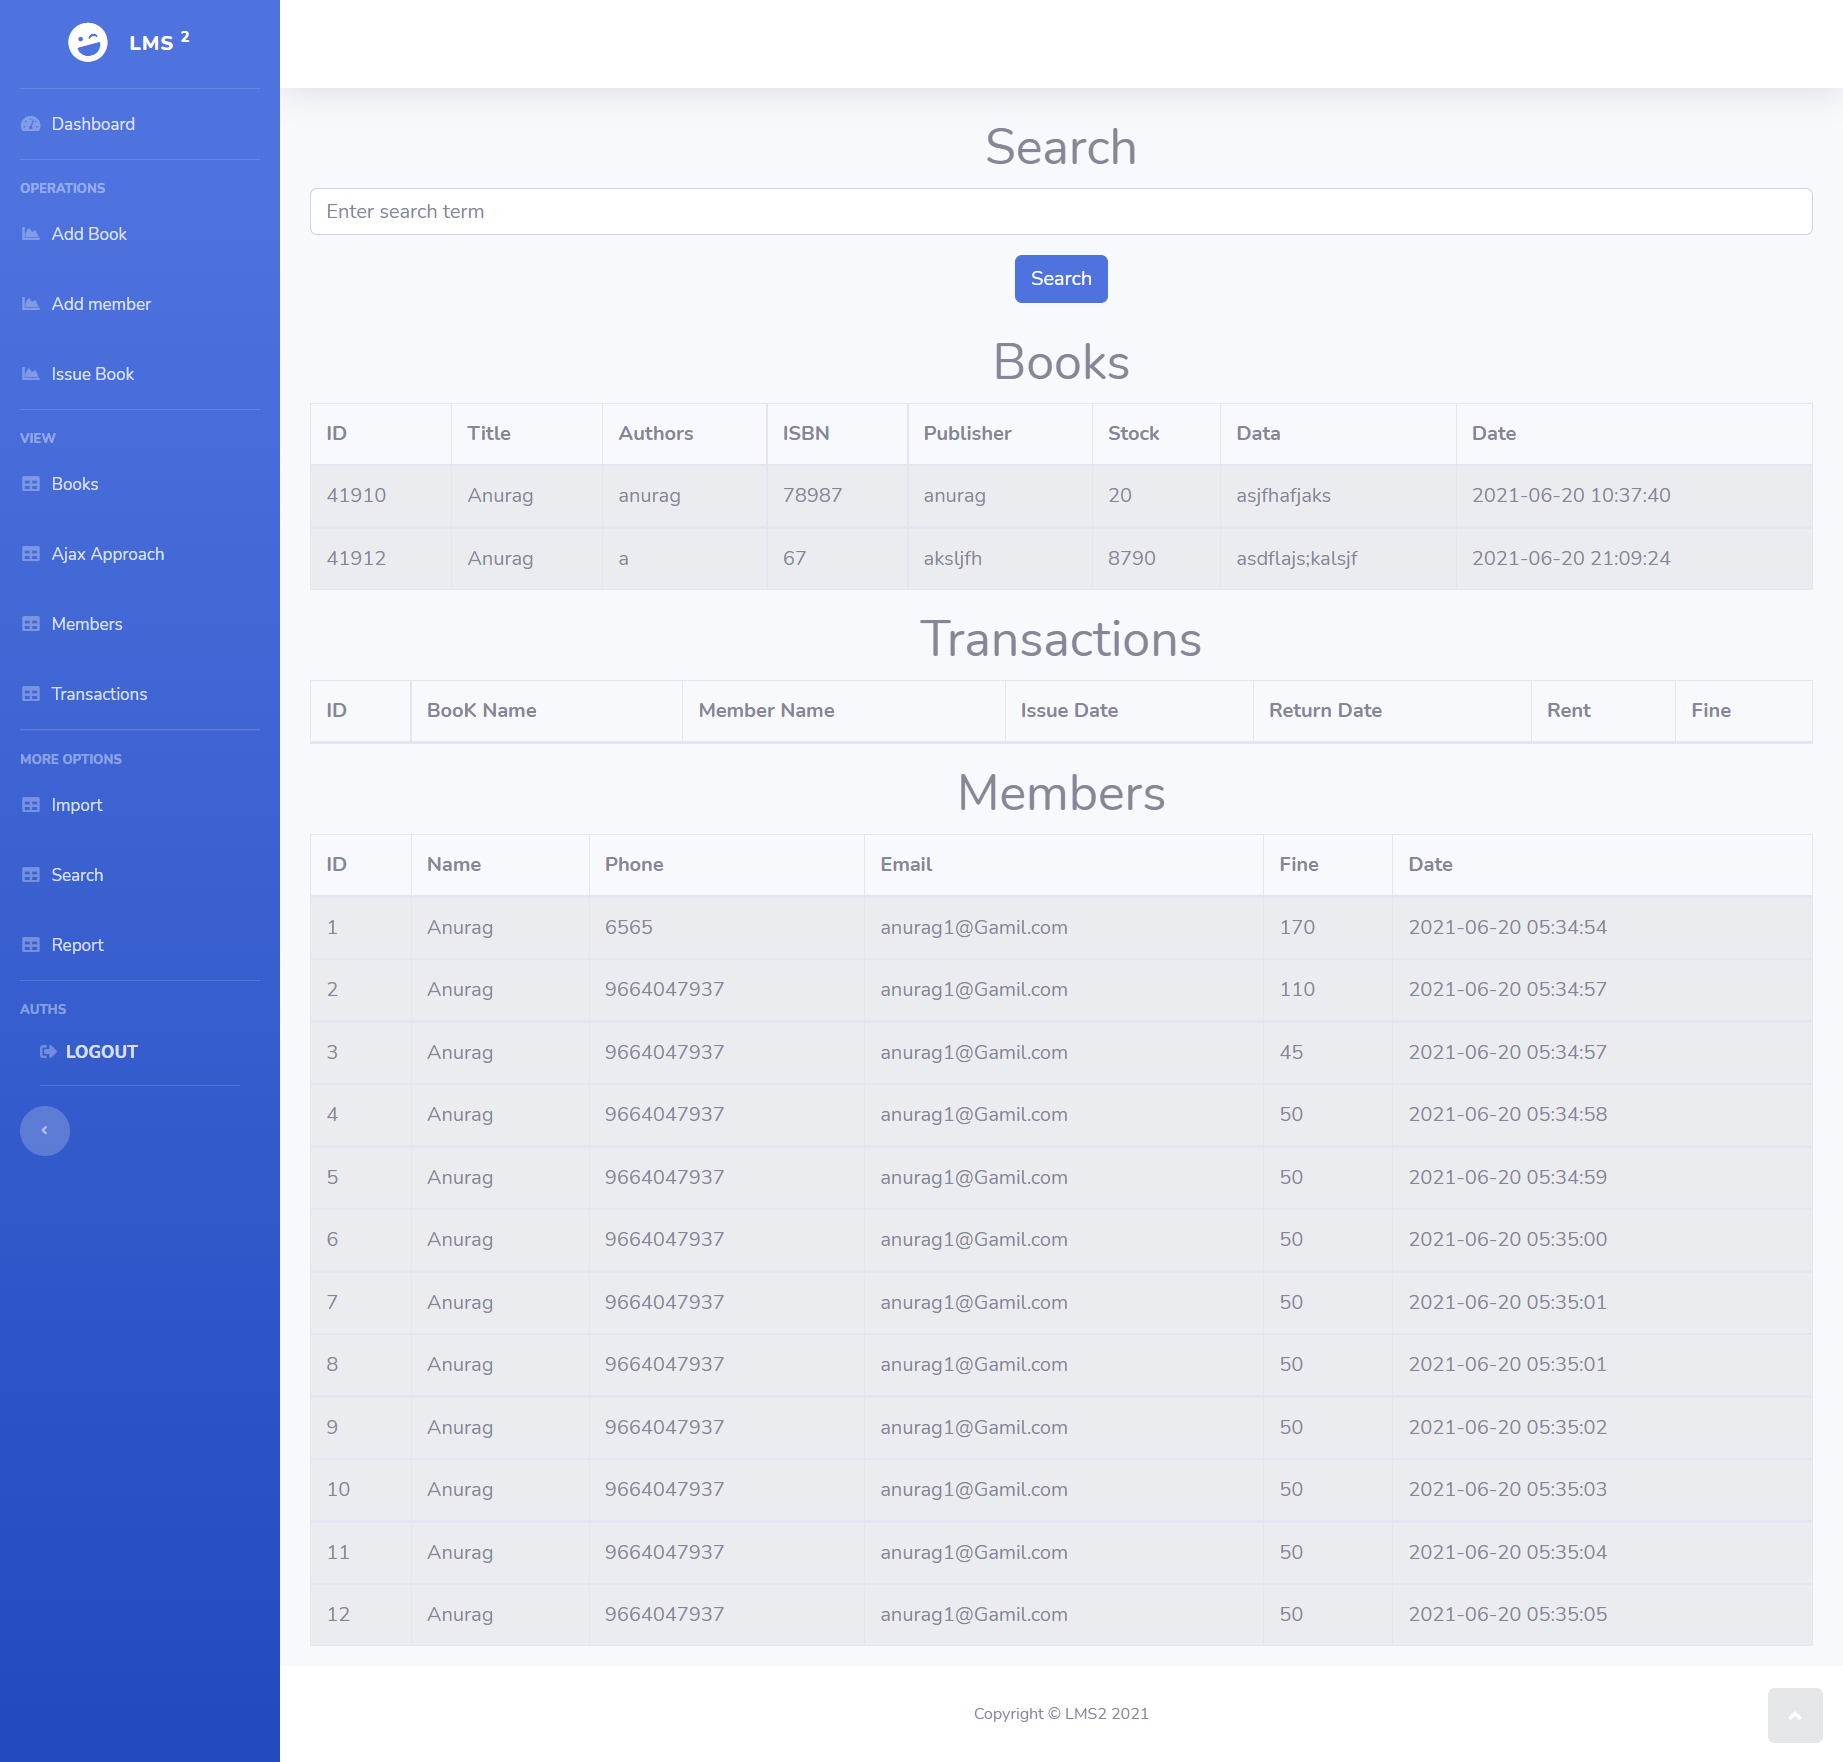 LMS 2
Dashboard
OPERATIONS
Add Book
Add member
Issue Book
VIEW
Books
Ajax Approach
Members
Transactions
MORE OPTIONS
Import
Search
Report
AUTHS
LOGOUT
Search
Enter search term
Search
Books
ID Title Authors ISBN Publisher Stock Data Date
41910 Anurag anurag 78987 anurag 20 asjfhafjaks 2021-06-20 10:37:40
41912 Anurag a 67 aksljfh 8790 asdflajs;kalsjf 2021-06-20 21:09:24
Transactions
ID BooK Name Member Name Issue Date Return Date Rent Fine
Members
ID Name Phone Email Fine Date
1 Anurag 6565 anurag1@Gamil.com 170 2021-06-20 05:34:54
2 Anurag 9664047937 anurag1@Gamil.com 110 2021-06-20 05:34:57
3 Anurag 9664047937 anurag1@Gamil.com 45 2021-06-20 05:34:57
4 Anurag 9664047937 anurag1@Gamil.com 50 2021-06-20 05:34:58
5 Anurag 9664047937 anurag1@Gamil.com 50 2021-06-20 05:34:59
6 Anurag 9664047937 anurag1@Gamil.com 50 2021-06-20 05:35:00
7 Anurag 9664047937 anurag1@Gamil.com 50 2021-06-20 05:35:01
8 Anurag 9664047937 anurag1@Gamil.com 50 2021-06-20 05:35:01
9 Anurag 9664047937 anurag1@Gamil.com 50 2021-06-20 05:35:02
10 Anurag 9664047937 anurag1@Gamil.com 50 2021-06-20 05:35:03
11 Anurag 9664047937 anurag1@Gamil.com 50 2021-06-20 05:35:04
12 Anurag 9664047937 anurag1@Gamil.com 50 2021-06-20 05:35:05
Copyright © LMS2 2021